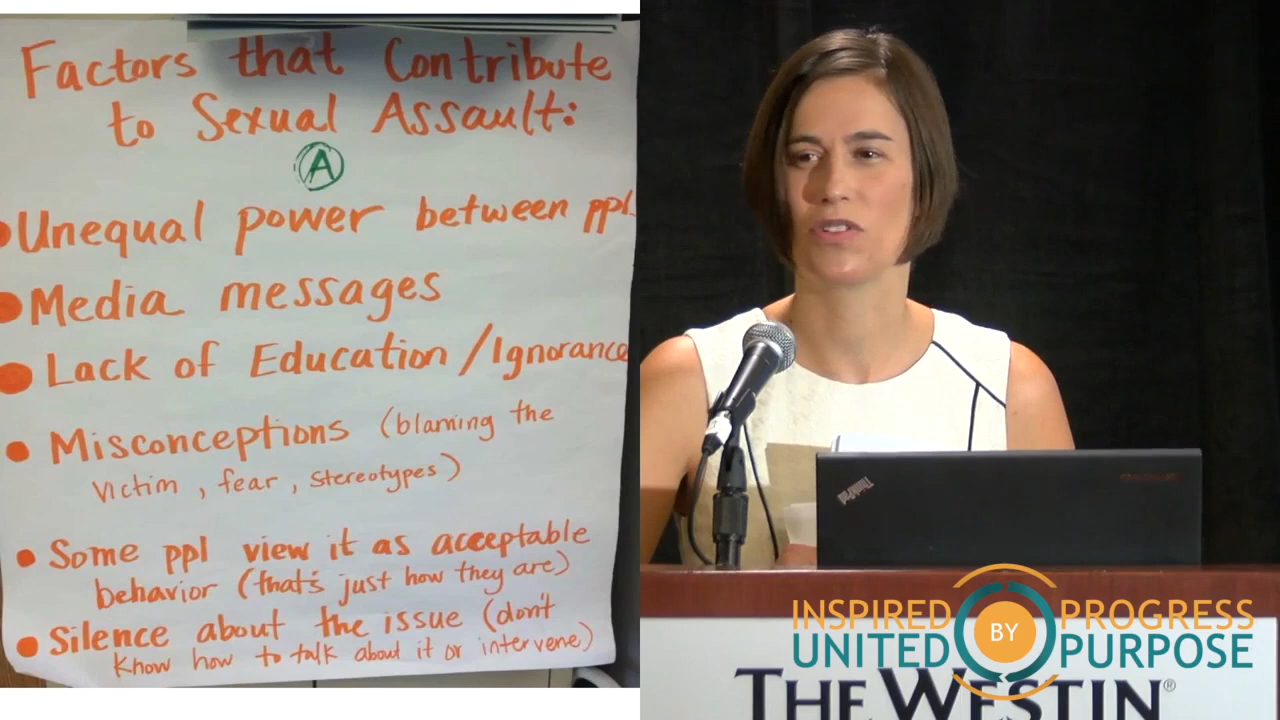 Factors that Contribute
to Sexual Assault:
A
• Unequal power between ppl.
• Media messages
• Lack of Education / Ignorance
• Misconceptions (blaming the
victim, fear, stereotypes)
• Some ppl view it as acceptable
behavior (that's just how they are)
• Silence about the issue (don't
know how to talk about it or intervene)
ThinkPad
INSPIRED BY PROGRESS
UNITED PURPOSE
THE WESTIN®